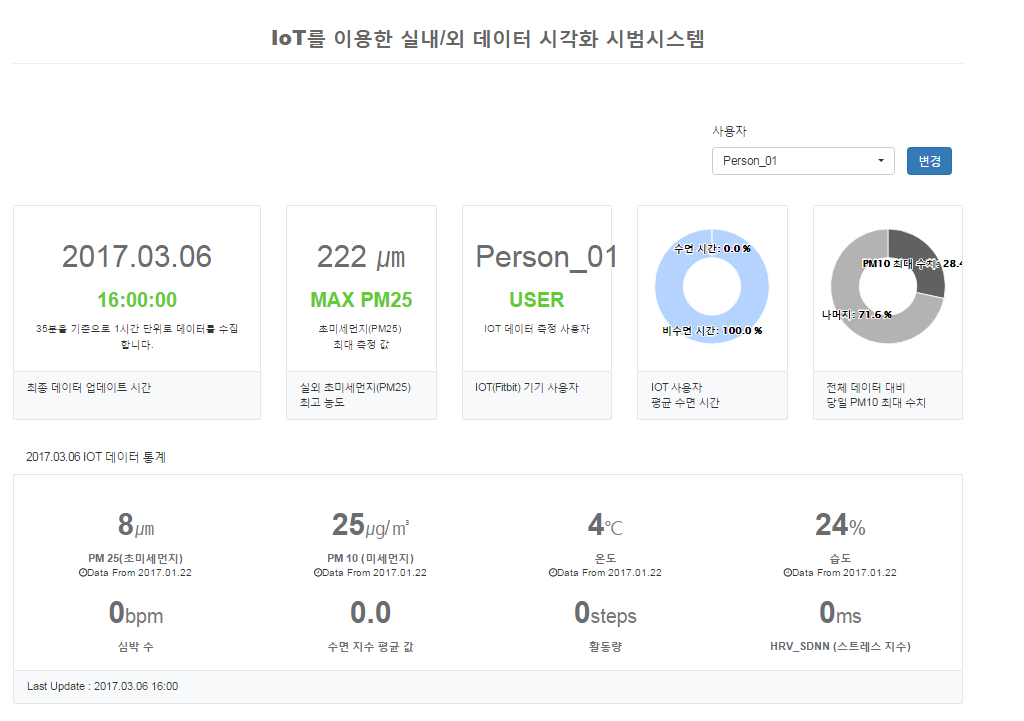 IoT를 이용한 실내/외 데이터 시각화 시범시스템
사용자
Person_01
변경
2017.03.06
16:00:00
35분을 기준으로 1시간 단위로 데이터를 수집
합니다.
최종 데이터 업데이트 시간
222 ㎛
MAX PM25
초미세먼지(PM25)
최대 측정 값
실외 초미세먼지(PM25)
최고 농도
Person_01
USER
IOT 데이터 측정 사용자
IOT(Fitbit) 기기 사용자
수면 시간: 0.0 %
비수면 시간: 100.0 %
IOT 사용자
평균 수면 시간
PM10 최대 수치: 28.4
나머지: 71.6 %
전체 데이터 대비
당일 PM10 최대 수치
2017.03.06 IOT 데이터 통계
8㎛
PM 25(초미세먼지)
Data From 2017.01.22
25㎍/㎥
PM 10 (미세먼지)
Data From 2017.01.22
4℃
온도
Data From 2017.01.22
24%
습도
Data From 2017.01.22
0bpm
심박 수
0.0
수면 지수 평균 값
0steps
활동량
0ms
HRV_SDNN (스트레스 지수)
Last Update : 2017.03.06 16:00